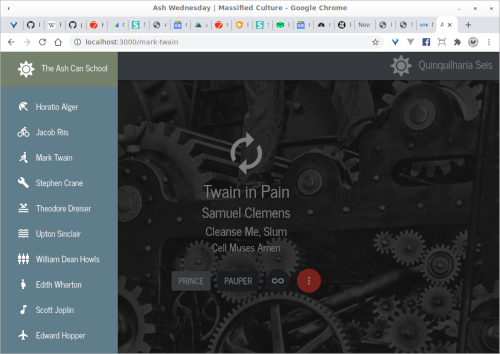 Ash Wednesday | Massified Culture - Google Chrome
localhost:3000/mark-twain
The Ash Can School
Quinquilharia Seis
Horatio Alger
Jacob Riis
Mark Twain
Stephen Crane
Theodore Dreiser
Upton Sinclair
William Dean Howls
Edith Wharton
Scott Joplin
Edward Hopper
Twain in Pain
Samuel Clemens
Cleanse Me, Slum
Cell Muses Amen
PRINCE
PAUPER